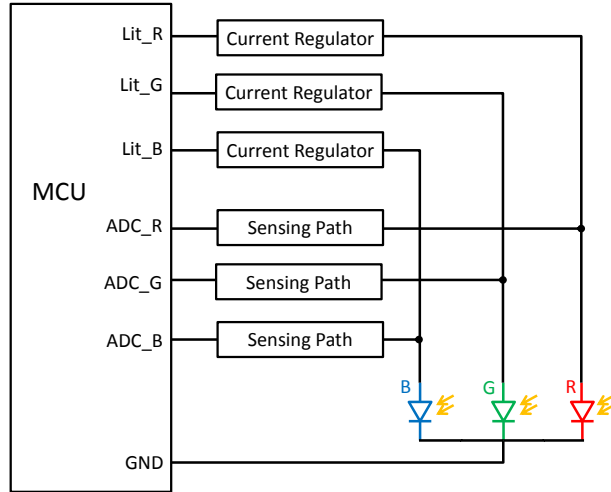 Lit_R
Current Regulator
Lit_G
Current Regulator
Lit_B
Current Regulator
MCU
ADC_R
Sensing Path
ADC_G
Sensing Path
ADC_B
Sensing Path
B
G
R
GND